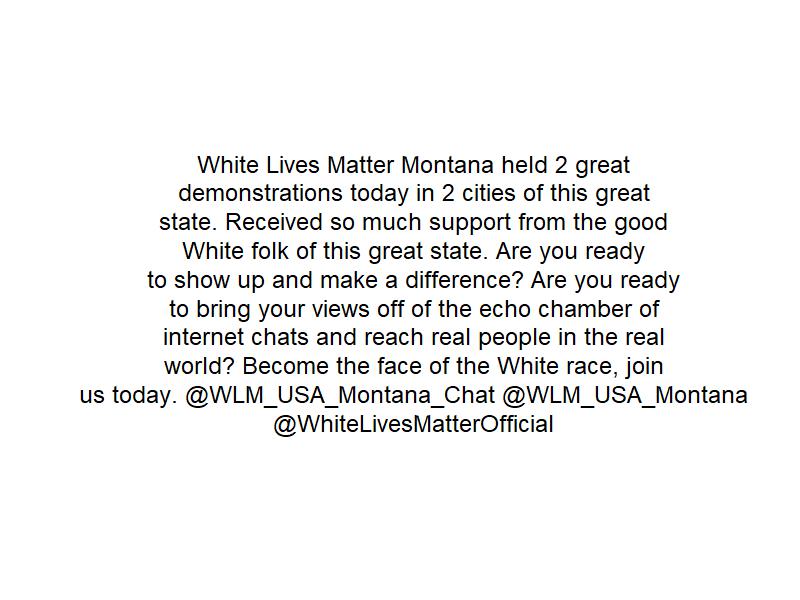 White Lives Matter Montana held 2 great
demonstrations today in 2 cities of this great
state. Received so much support from the good
White folk of this great state. Are you ready
to show up and make a difference? Are you ready
to bring your views off of the echo chamber of
internet chats and reach real people in the real
world? Become the face of the White race, join
us today. @WLM_USA_Montana_Chat @WLM_USA_Montana
@WhiteLivesMatterOfficial